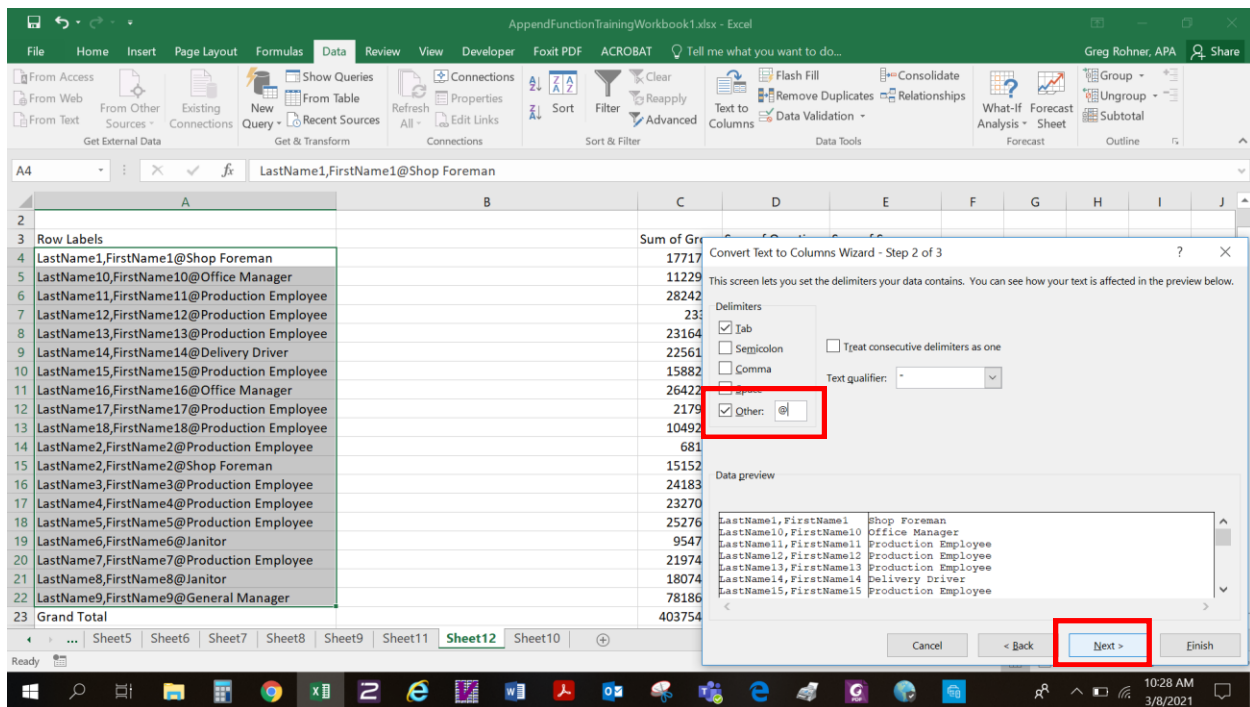 AppendFunctionTrainingWorkbook1.xlsx - Excel
File Home Insert Page Layout Formulas Data Review View Developer Foxit PDF ACROBAT Tell me what you want to do... Greg Rohner, APA Share
From Access
From Web
From Text
From Other Sources
Existing Connections
Get External Data
New Query
Show Queries
From Table
Recent Sources
Get & Transform
Refresh All
Connections
Properties
Edit Links
Connections
Sort
Filter
Clear
Reapply
Advanced
Sort & Filter
Text to Columns
Flash Fill
Remove Duplicates
Data Validation
Consolidate
Relationships
Data Tools
What-If Analysis
Forecast Sheet
Forecast
Group
Ungroup
Subtotal
Outline
A4 fx LastName1,FirstName1@Shop Foreman
A B C D E F G H I J
2
3 Row Labels Sum of Gro
4 LastName1,FirstName1@Shop Foreman 17717
5 LastName10,FirstName10@Office Manager 11229
6 LastName11,FirstName11@Production Employee 28242
7 LastName12,FirstName12@Production Employee 233
8 LastName13,FirstName13@Production Employee 23164
9 LastName14,FirstName14@Delivery Driver 22561
10 LastName15,FirstName15@Production Employee 15882
11 LastName16,FirstName16@Office Manager 26422
12 LastName17,FirstName17@Production Employee 2179
13 LastName18,FirstName18@Production Employee 10492
14 LastName2,FirstName2@Production Employee 681
15 LastName2,FirstName2@Shop Foreman 15152
16 LastName3,FirstName3@Production Employee 24183
17 LastName4,FirstName4@Production Employee 23270
18 LastName5,FirstName5@Production Employee 25276
19 LastName6,FirstName6@Janitor 9547
20 LastName7,FirstName7@Production Employee 21974
21 LastName8,FirstName8@Janitor 18074
22 LastName9,FirstName9@General Manager 78186
23 Grand Total 403754
Convert Text to Columns Wizard - Step 2 of 3 ?
This screen lets you set the delimiters your data contains. You can see how your text is affected in the preview below.
Delimiters
Tab
Semicolon
Comma
Space
Other: @
Treat consecutive delimiters as one
Text qualifier: "
Data preview
LastName1,FirstName1 Shop Foreman
LastName10,FirstName10 Office Manager
LastName11,FirstName11 Production Employee
LastName12,FirstName12 Production Employee
LastName13,FirstName13 Production Employee
LastName14,FirstName14 Delivery Driver
LastName15,FirstName15 Production Employee
Cancel < Back Next > Finish
... Sheet5 Sheet6 Sheet7 Sheet8 Sheet9 Sheet11 Sheet12 Sheet10
Ready
10:28 AM
3/8/2021